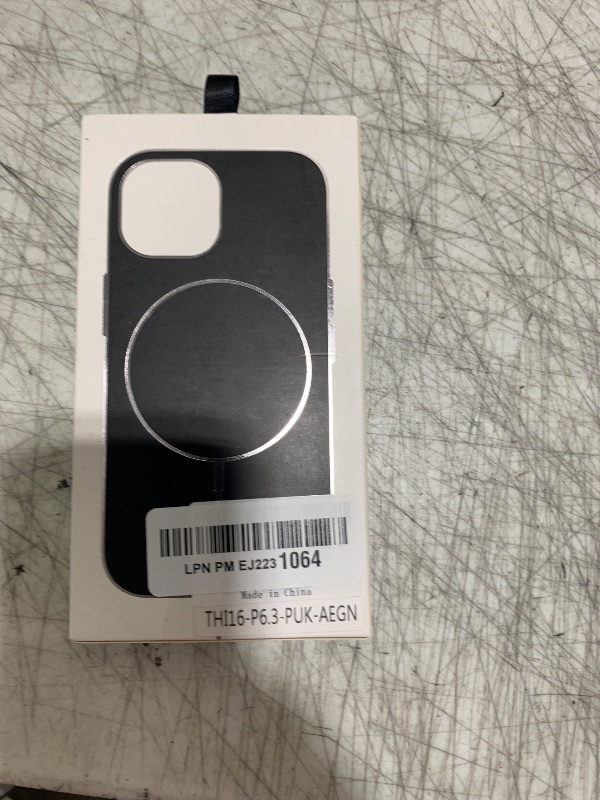 LPN PM EJ223 1064
Made in China
THI16-P6.3-PUK-AEGN